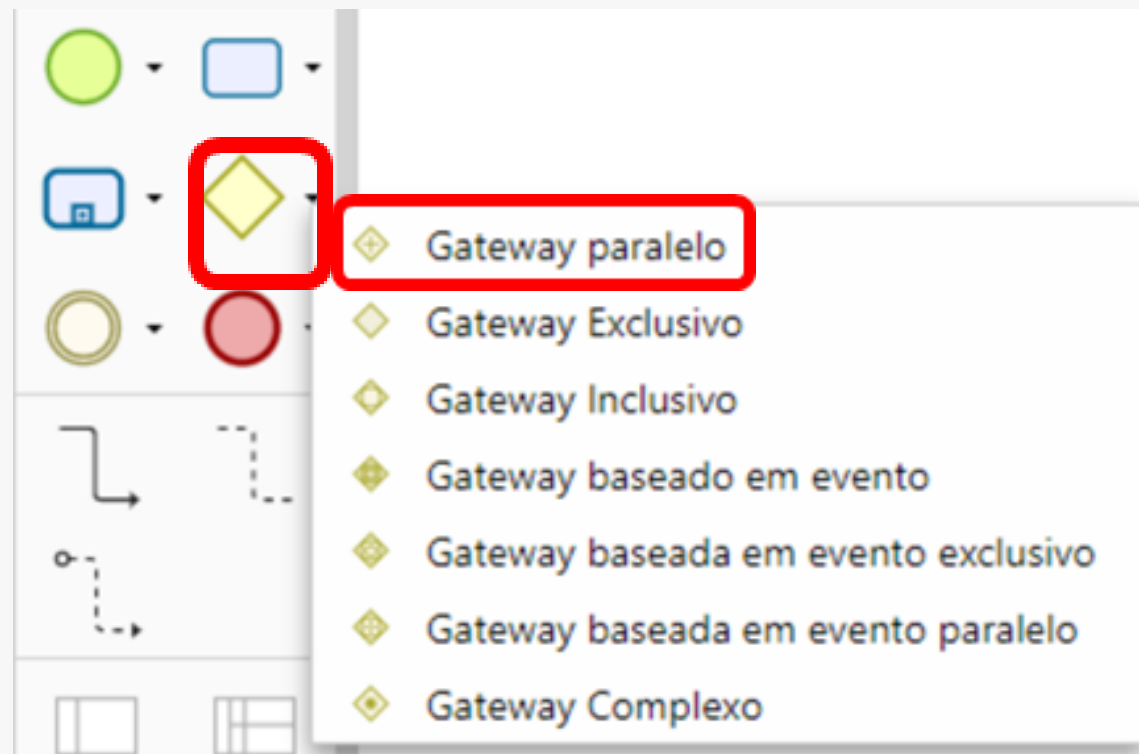 Gateway paralelo
Gateway Exclusivo
Gateway Inclusivo
Gateway baseado em evento
Gateway baseada em evento exclusivo
Gateway baseada em evento paralelo
Gateway Complexo